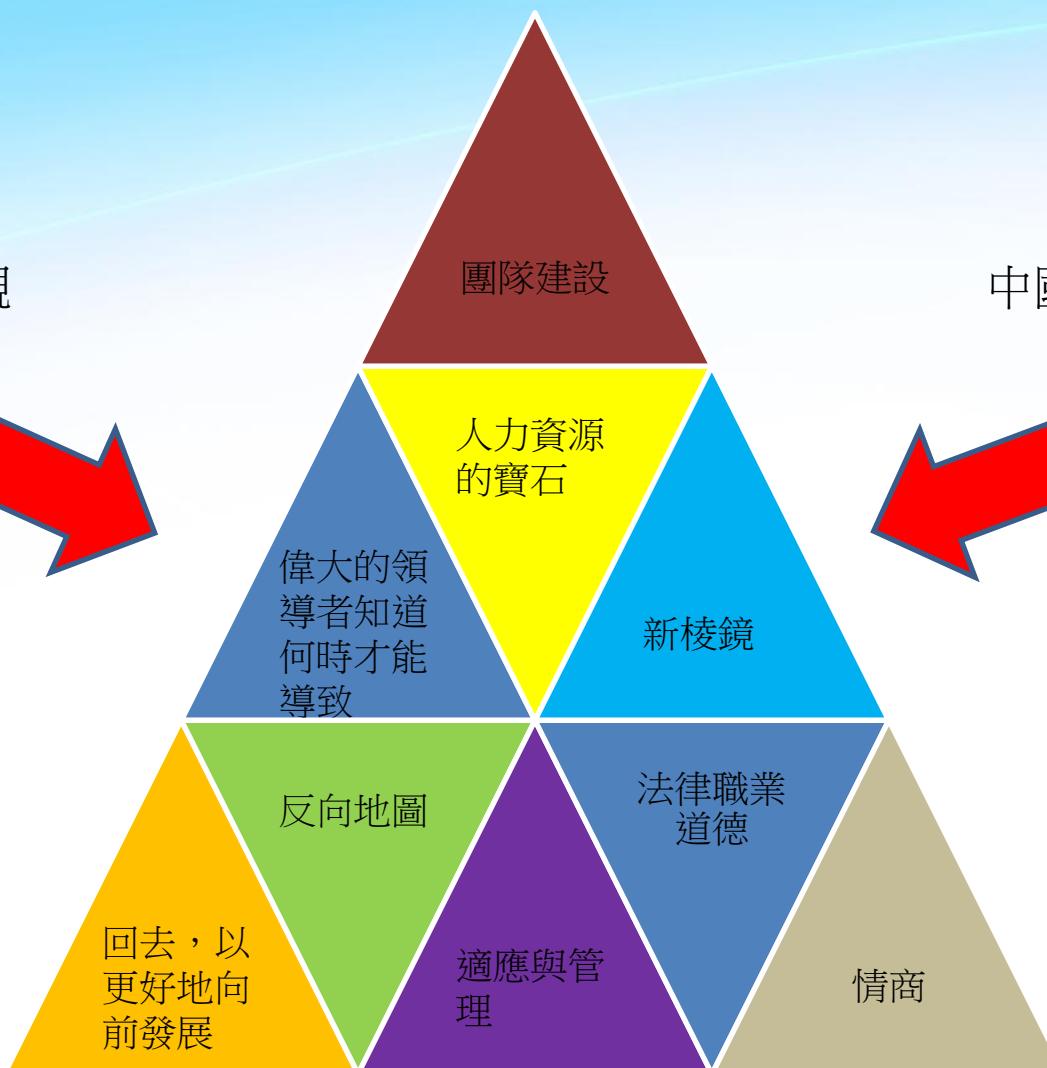 團隊建設
觀
中國
人力資源
的寶石
偉大的領
導者知道
何時才能
導致
新棱鏡
反向地圖
法律職業
道德
回去，以
更好地向
前發展
適應與管
理
情商